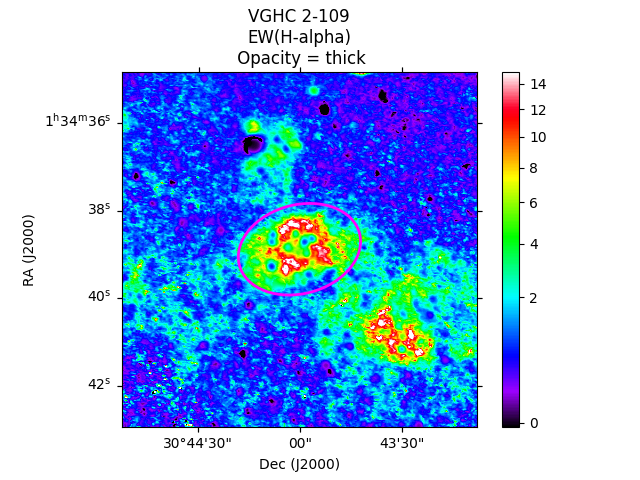 VGHC 2-109
EW(H-alpha)
Opacity = thick
1ʰ34ᵐ36ˢ
38ˢ
40ˢ
42ˢ
RA (J2000)
30°44'30" 00" 43'30"
Dec (J2000)
14
12
10
8
6
4
2
0